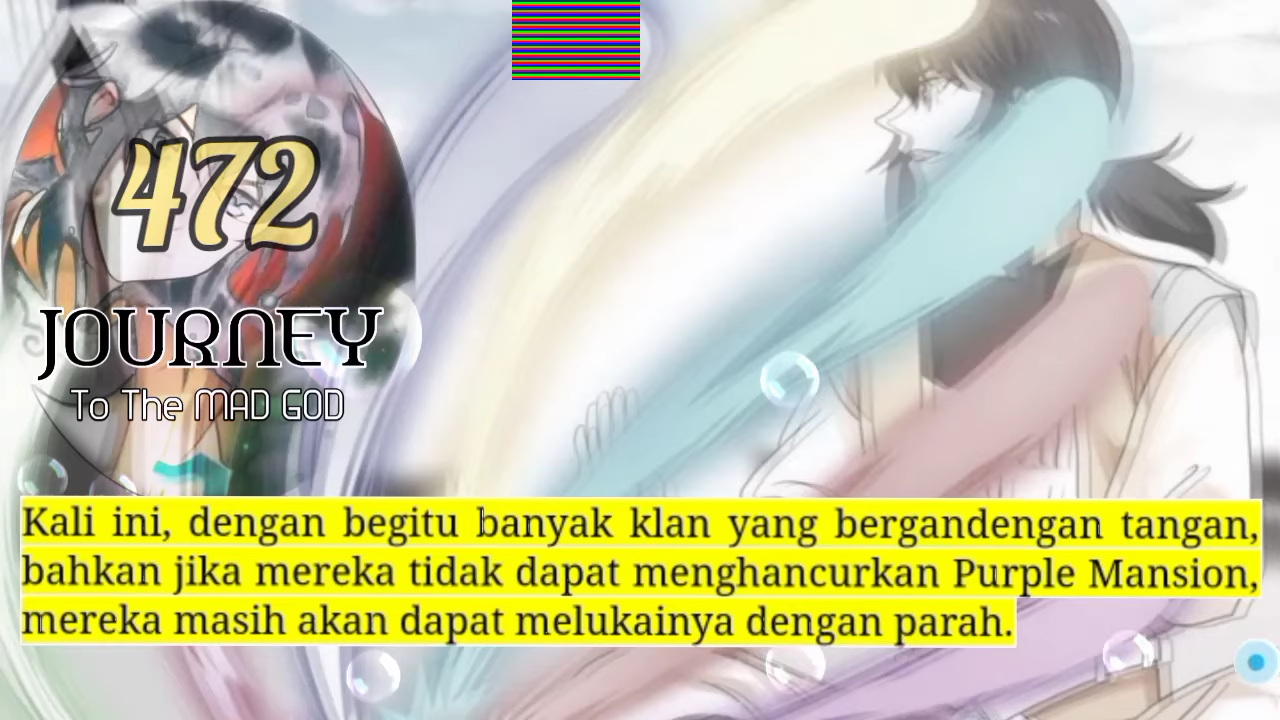 472
JOURNEY
To The MAD GOD
Kali ini, dengan begitu banyak klan yang bergandengan tangan,
bahkan jika mereka tidak dapat menghancurkan Purple Mansion,
mereka masih akan dapat melukainya dengan parah.